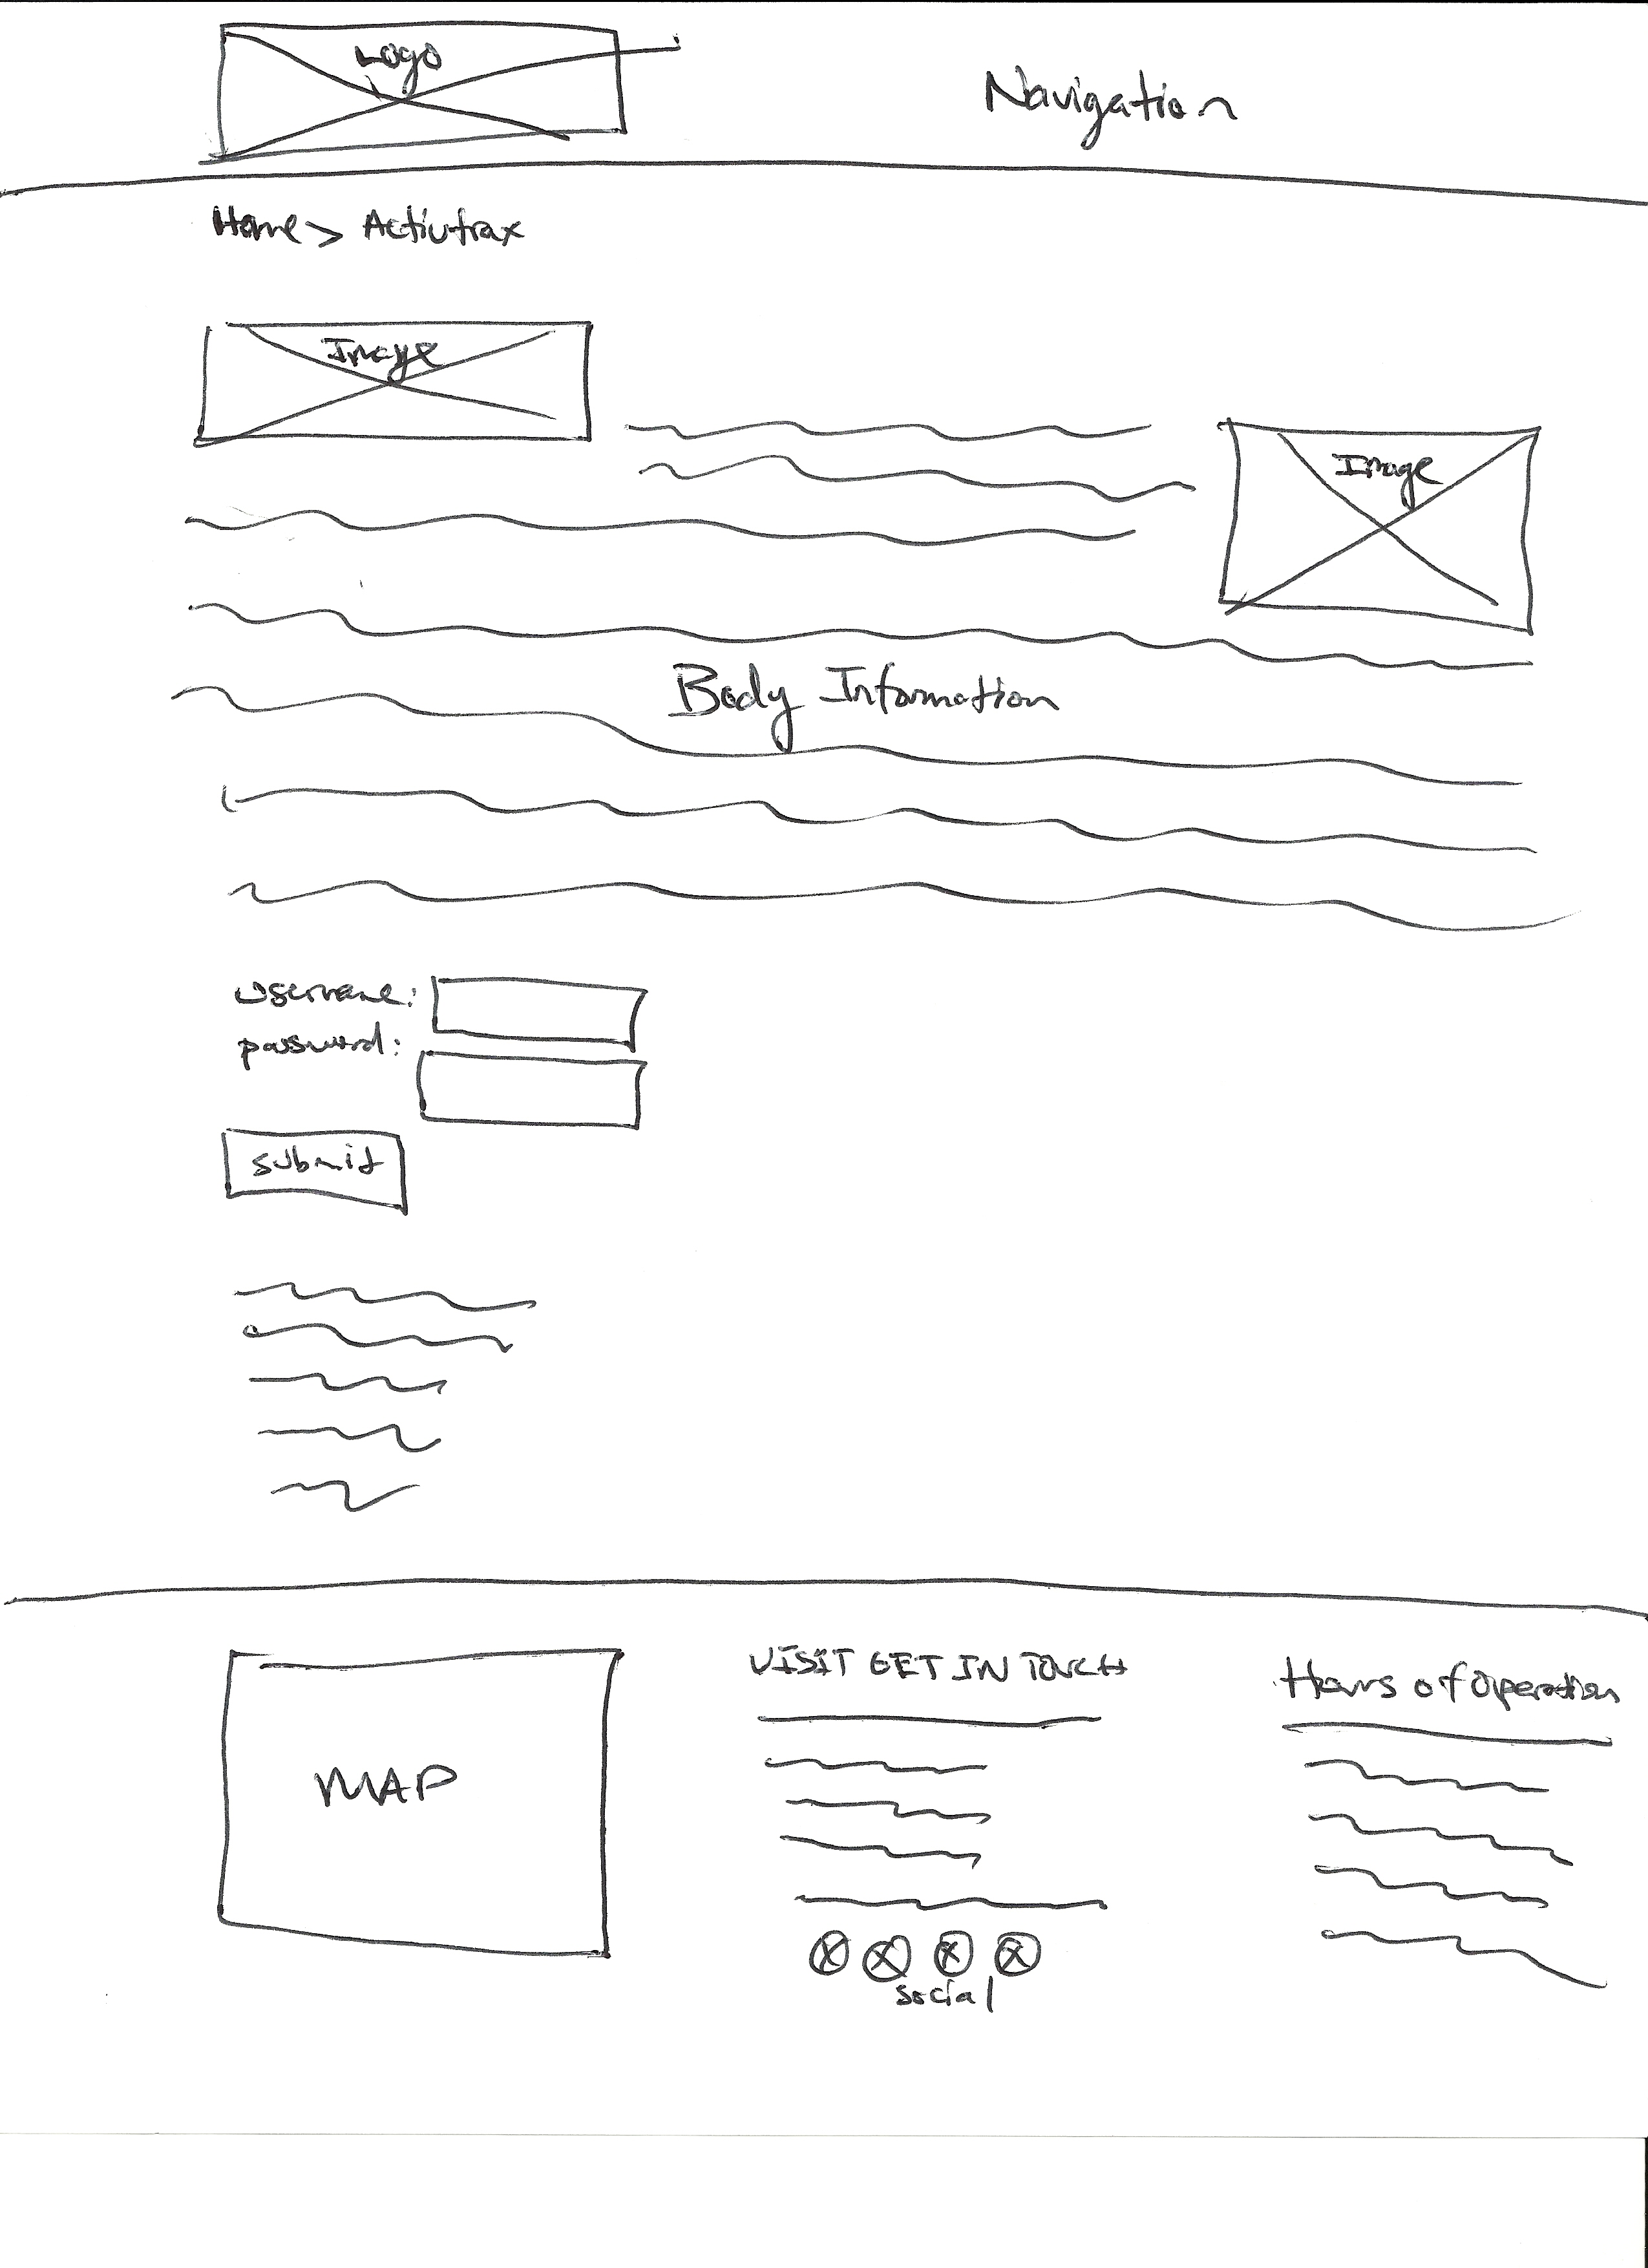 Logo
Navigation
Home > Activtrax
Image
Image
Body Information
username:
password:
submit
VISIT GET IN TOUCH
Hours of Operation
MAP
social